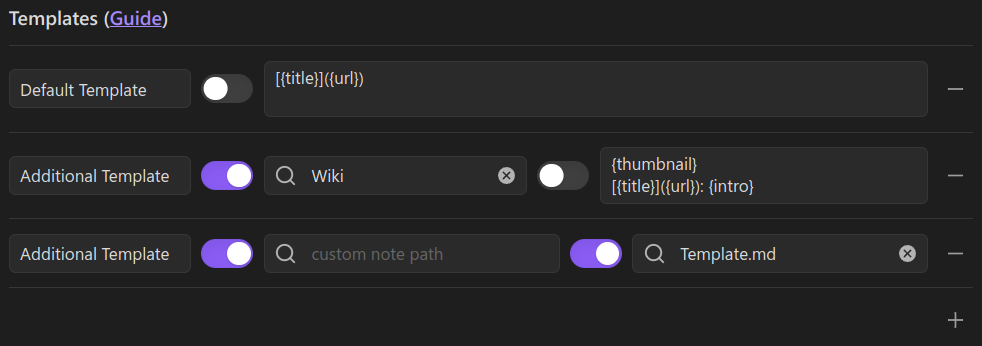 Templates (Guide)
Default Template
[{title}]({url})
Additional Template
Wiki
{thumbnail}
[{title}]({url}): {intro}
Additional Template
custom note path
Template.md